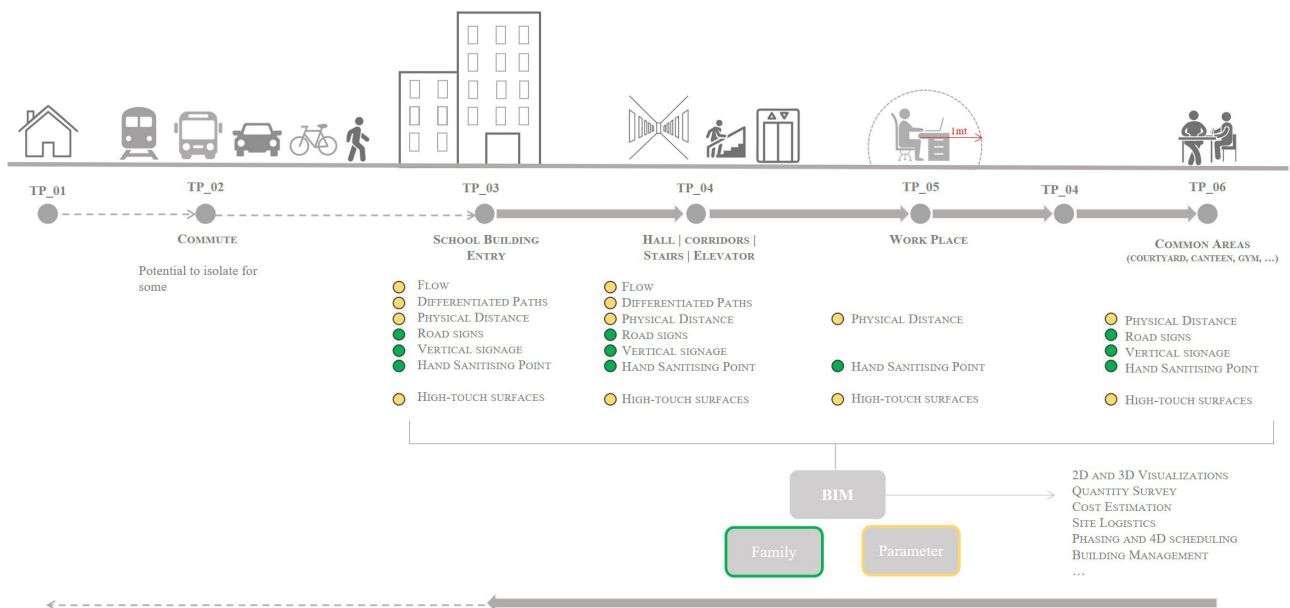 1mt
TP_01
TP_02
TP_03
TP_04
TP_05
TP_04
TP_06
COMMUTE
Potential to isolate for
some
SCHOOL BUILDING
ENTRY
HALL | CORRIDORS |
STAIRS | ELEVATOR
WORK PLACE
COMMON AREAS
(COURTYARD, CANTEEN, GYM, ...)
FLOW
DIFFERENTIATED PATHS
PHYSICAL DISTANCE
ROAD SIGNS
VERTICAL SIGNAGE
HAND SANITISING POINT
HIGH-TOUCH SURFACES
FLOW
DIFFERENTIATED PATHS
PHYSICAL DISTANCE
ROAD SIGNS
VERTICAL SIGNAGE
HAND SANITISING POINT
HIGH-TOUCH SURFACES
PHYSICAL DISTANCE
HAND SANITISING POINT
HIGH-TOUCH SURFACES
PHYSICAL DISTANCE
ROAD SIGNS
VERTICAL SIGNAGE
HAND SANITISING POINT
HIGH-TOUCH SURFACES
BIM
Family
Parameter
2D AND 3D VISUALIZATIONS
QUANTITY SURVEY
COST ESTIMATION
SITE LOGISTICS
PHASING AND 4D SCHEDULING
BUILDING MANAGEMENT
...